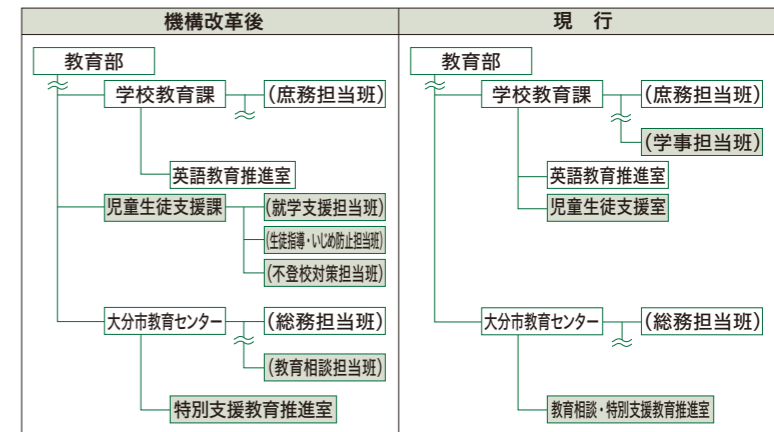 機構改革後
教育部
学校教育課
(庶務担当班)
英語教育推進室
児童生徒支援課
(就学支援担当班)
(生徒指導・いじめ防止担当班)
(不登校対策担当班)
大分市教育センター
(総務担当班)
(教育相談担当班)
特別支援教育推進室
現　行
教育部
学校教育課
(庶務担当班)
(学事担当班)
英語教育推進室
児童生徒支援室
大分市教育センター
(総務担当班)
教育相談・特別支援教育推進室